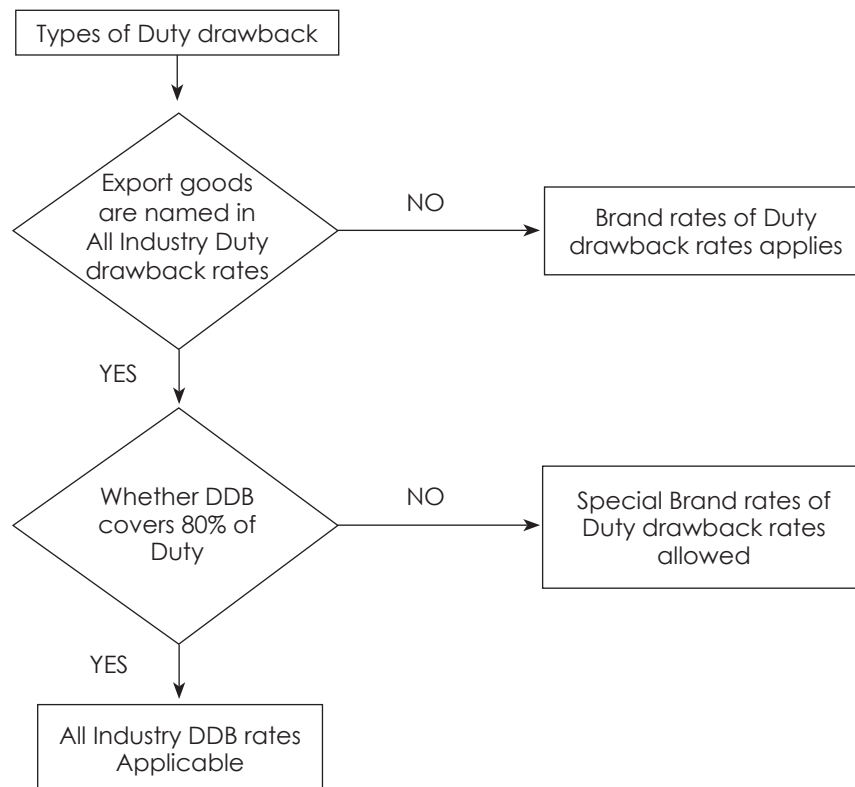 Types of Duty drawback
Export goods
are named in
All Industry Duty
drawback rates
NO
Brand rates of Duty
drawback rates applies
YES
Whether DDB
covers 80% of
Duty
NO
Special Brand rates of
Duty drawback rates
allowed
YES
All Industry DDB rates
Applicable